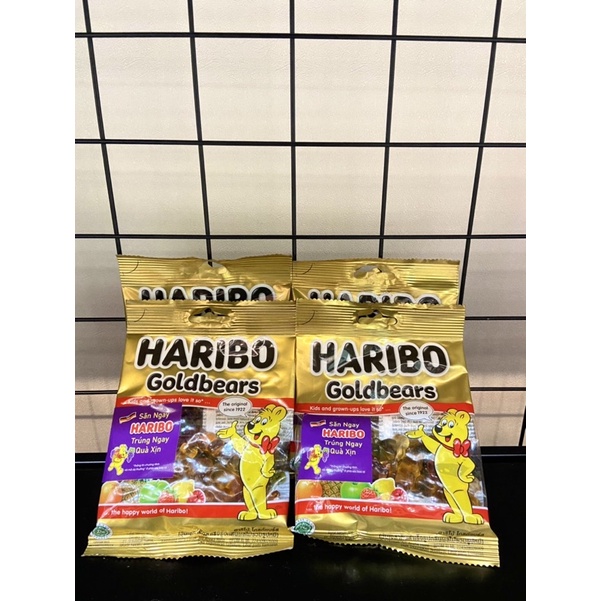 HARIBO
HARIBO
HARIBO
Goldbears
Kids and grown-ups love it so
The original
since 1922
Săn Ngay
HARIBO
Trúng Ngay
Quà Xịn
the happy world of Haribo!
HARIBO
Goldbears
Kids and grown-ups love it so
The original
since 1922
Săn Ngay
HARIBO
Trúng Ngay
Quà Xịn
the happy world of Haribo!